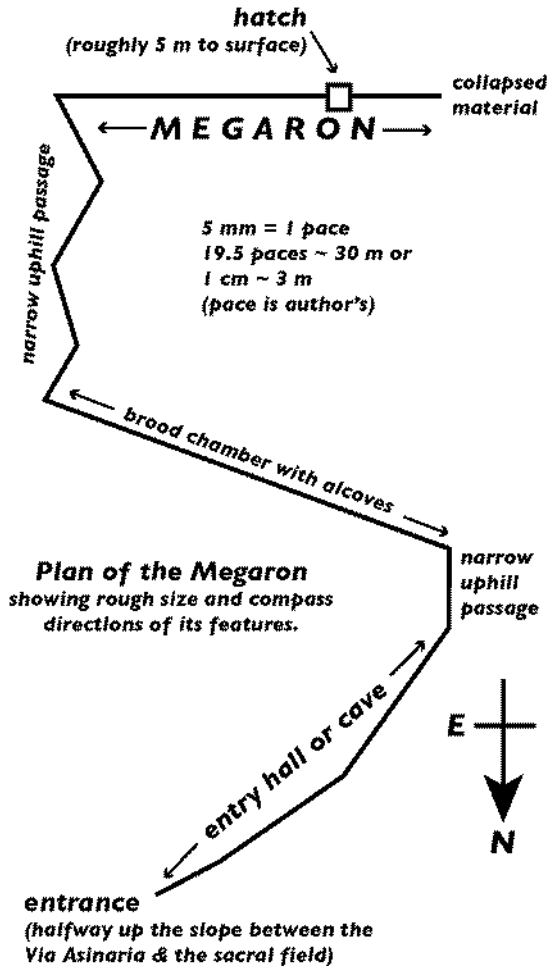 hatch
(roughly 5 m to surface)
collapsed
material
MEGARON
narrow uphill passage
5 mm = 1 pace
19.5 paces ~ 30 m or
1 cm ~ 3 m
(pace is author's)
brood chamber with alcoves
Plan of the Megaron
showing rough size and compass
directions of its features.
narrow
uphill
passage
entry hall or cave
E
N
entrance
(halfway up the slope between the
Via Asinaria & the sacral field)